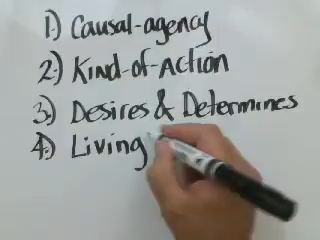 1.) Causal-agency
2.) Kind-of-Action
3.) Desires & Determines
4.) Living